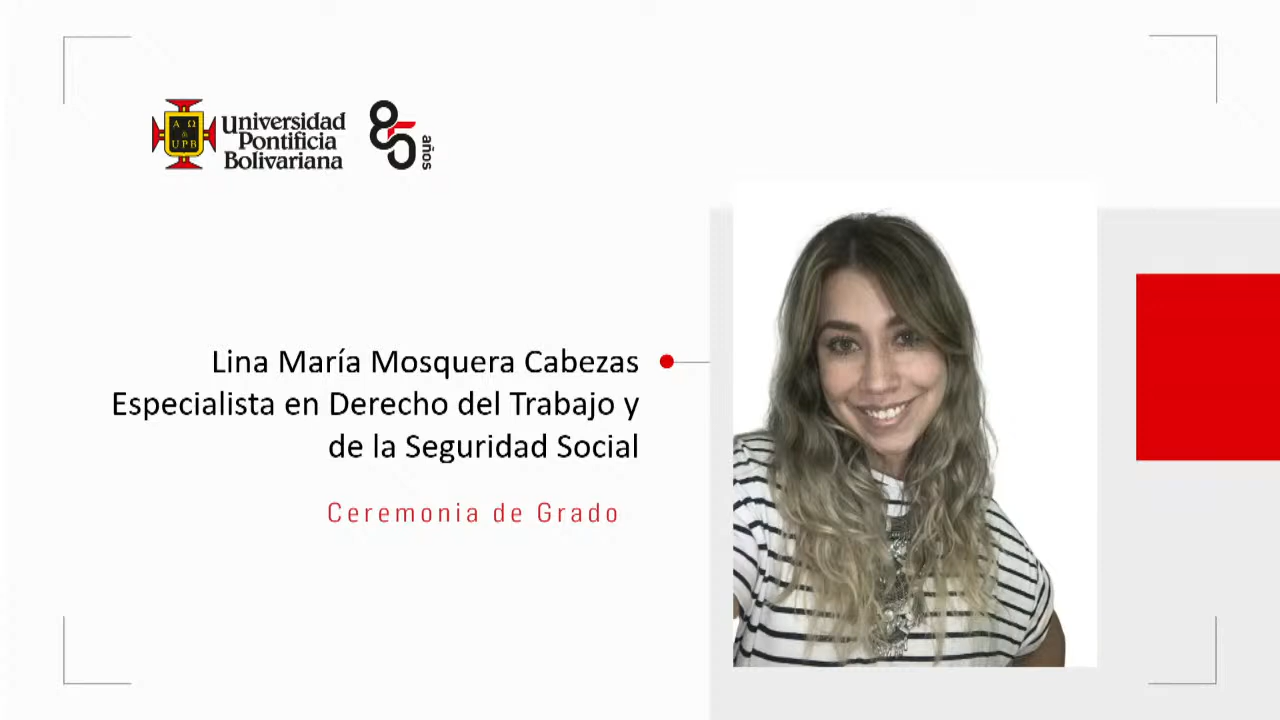 A Ω
&
UPB
Universidad
Pontificia
Bolivariana
85
años
Lina María Mosquera Cabezas
Especialista en Derecho del Trabajo y
de la Seguridad Social
Ceremonia de Grado